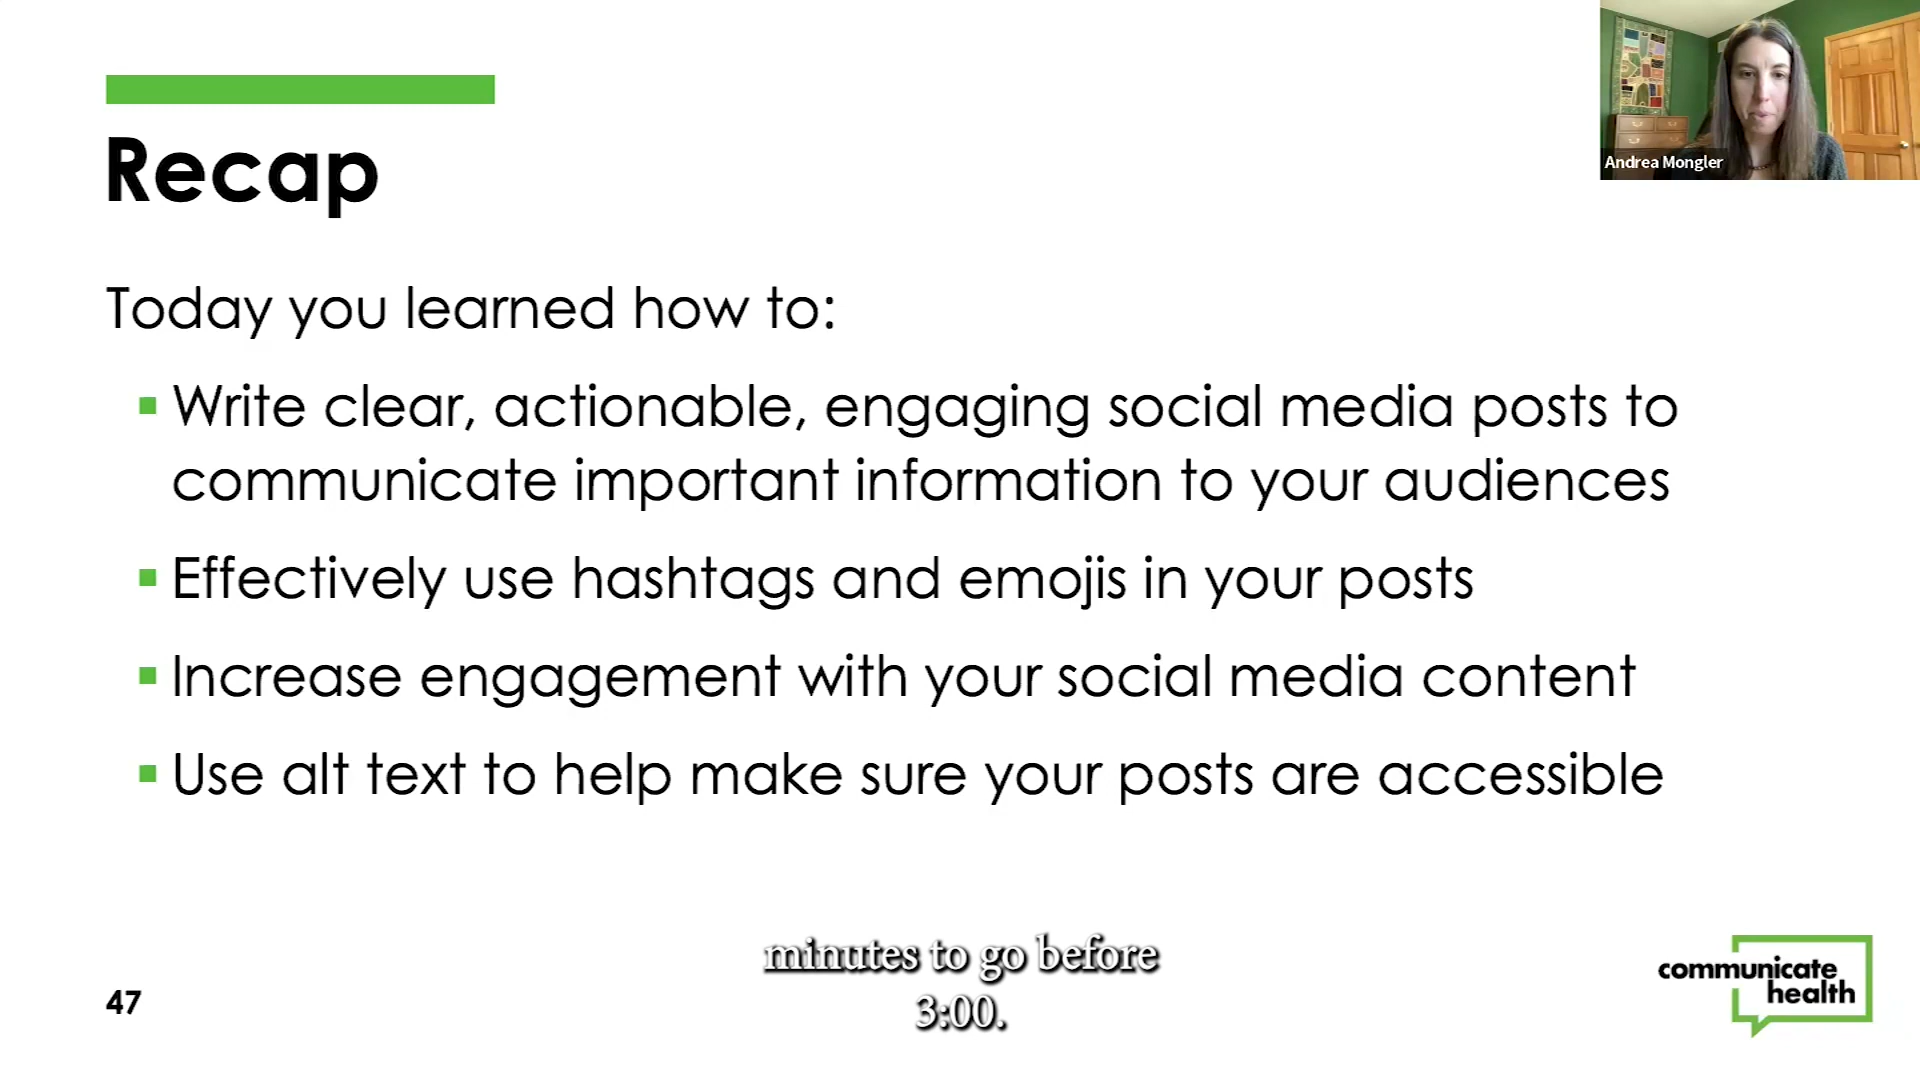 Recap
Andrea Mongler
Today you learned how to:
Write clear, actionable, engaging social media posts to
communicate important information to your audiences
Effectively use hashtags and emojis in your posts
Increase engagement with your social media content
Use alt text to help make sure your posts are accessible
minutes to go before
3:00.
47
communicate
health